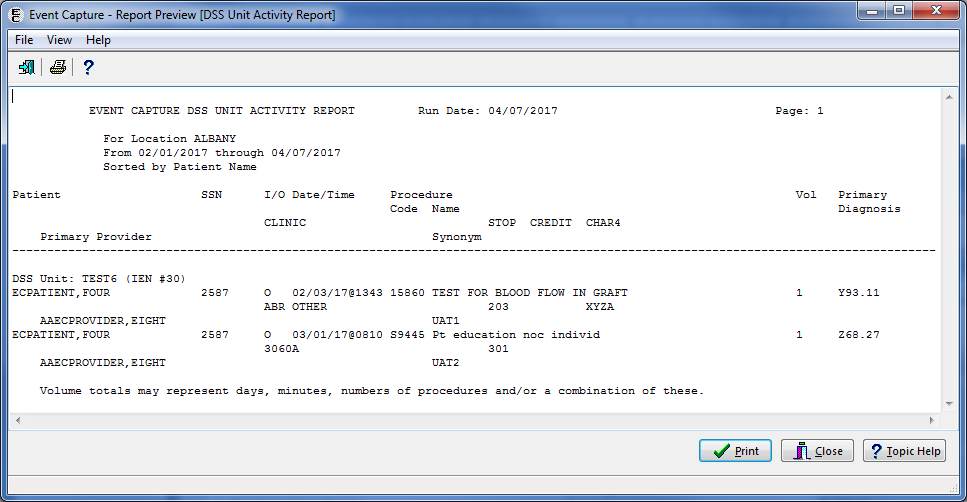 Event Capture - Report Preview [DSS Unit Activity Report]
File View Help
EVENT CAPTURE DSS UNIT ACTIVITY REPORT Run Date: 04/07/2017 Page: 1
For Location ALBANY
From 02/01/2017 through 04/07/2017
Sorted by Patient Name
Patient SSN I/O Date/Time Procedure Vol Primary
Code Name Diagnosis
CLINIC STOP CREDIT CHAR4
Primary Provider Synonym
DSS Unit: TEST6 (IEN #30)
ECPATIENT,FOUR 2587 O 02/03/17@1343 15860 TEST FOR BLOOD FLOW IN GRAFT 1 Y93.11
ABR OTHER 203 XYZA
AAECPROVIDER,EIGHT UAT1
ECPATIENT,FOUR 2587 O 03/01/17@0810 S9445 Pt education noc individ 1 Z68.27
3060A 301
AAECPROVIDER,EIGHT UAT2
Volume totals may represent days, minutes, numbers of procedures and/or a combination of these.
Print Close Topic Help